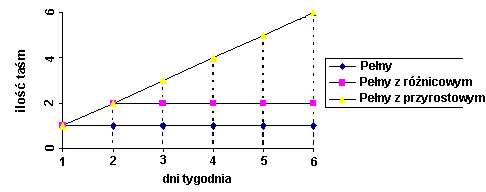 6
4
2
0
ilość taśm
1 2 3 4 5 6
dni tygodnia
Pełny
Pełny z różnicowym
Pełny z przyrostowym